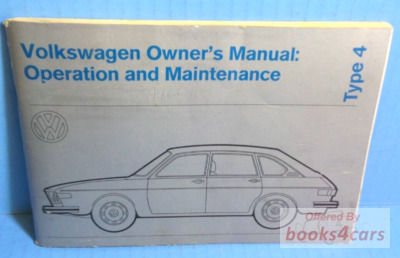 Volkswagen Owner's Manual:
Operation and Maintenance
Type 4
Offered By
books4cars